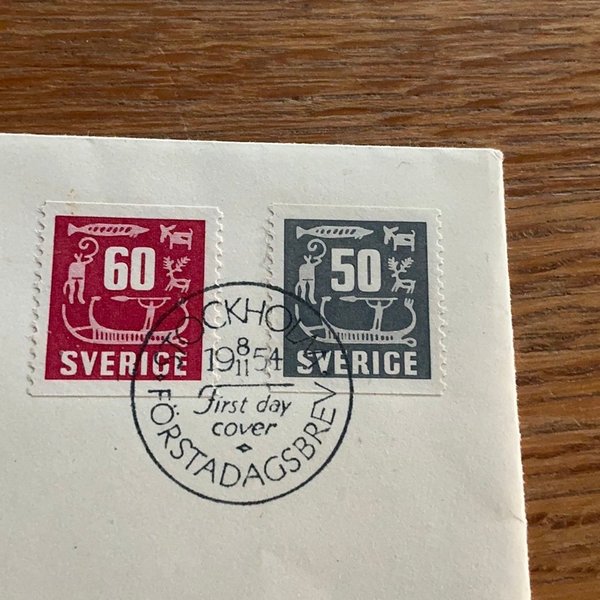 60
SVERIGE
50
SVERIGE
STOCKHOLM
19 8/11 54
First day
cover
FÖRSTADAGSBREV